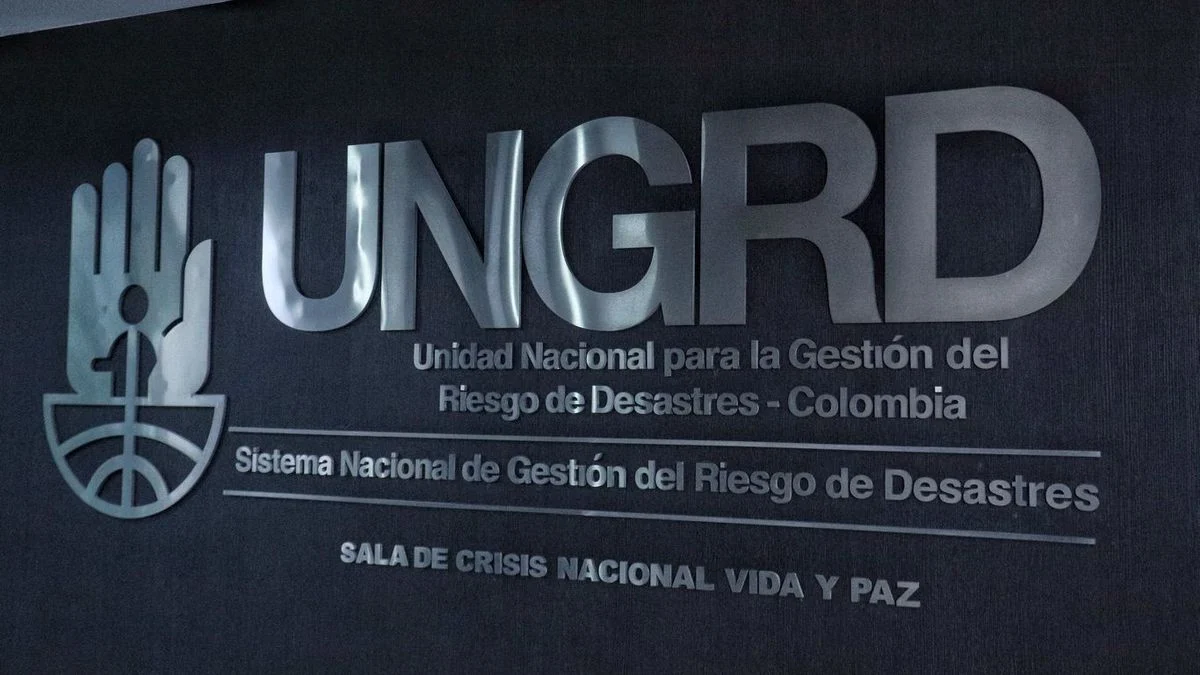 UNGRD
Unidad Nacional para la Gestión del
Riesgo de Desastres - Colombia
Sistema Nacional de Gestión del Riesgo de Desastres
SALA DE CRISIS NACIONAL VIDA Y PAZ